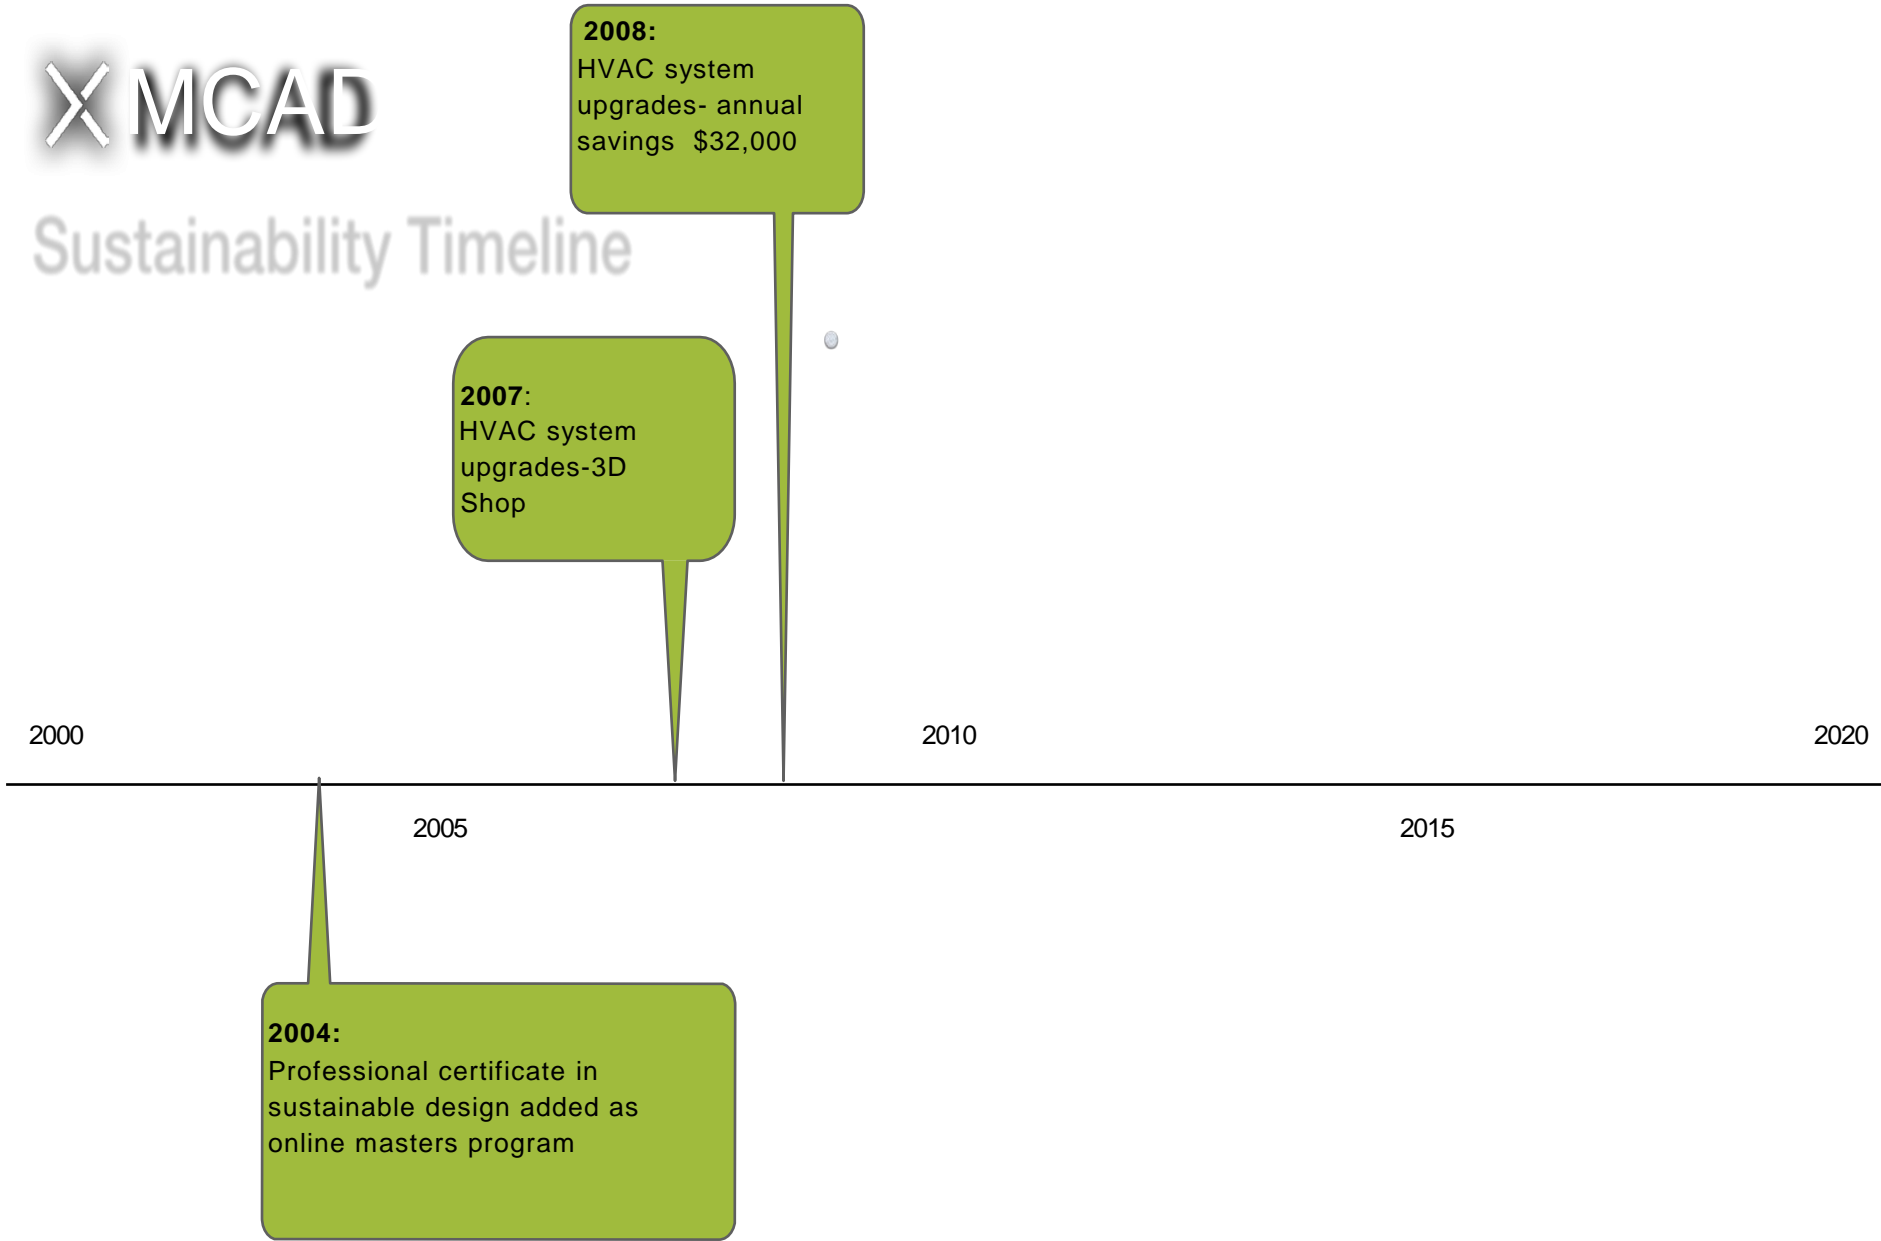 MCAD
Sustainability Timeline
2008:
HVAC system
upgrades- annual
savings $32,000
2007:
HVAC system
upgrades-3D
Shop
2000
2010
2020
2005
2015
2004:
Professional certificate in
sustainable design added as
online masters program